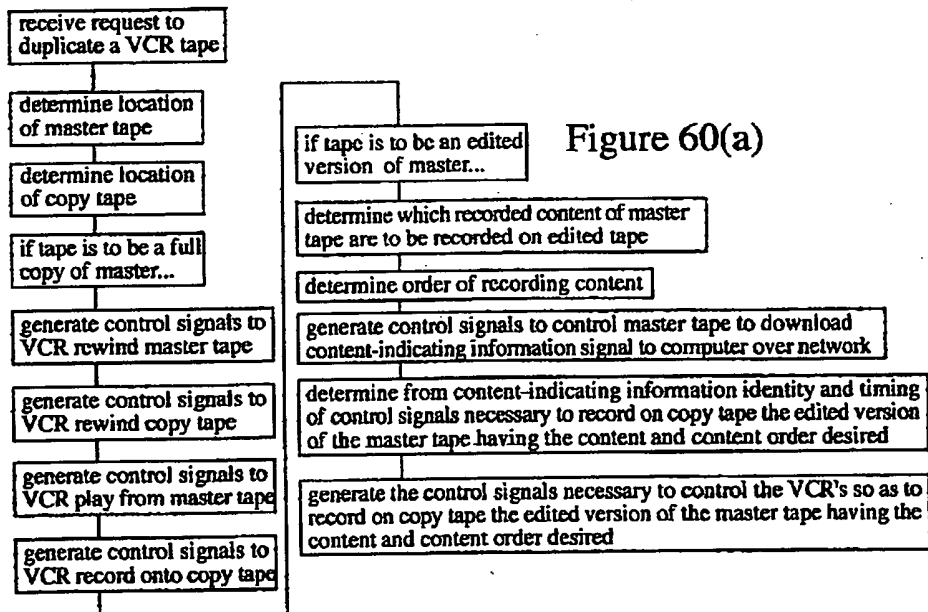 receive request to
duplicate a VCR tape
determine location
of master tape
determine location
of copy tape
if tape is to be a full
copy of master...
generate control signals to
VCR rewind master tape
generate control signals to
VCR rewind copy tape
generate control signals to
VCR play from master tape
generate control signals to
VCR record onto copy tape
if tape is to be an edited
version of master...
Figure 60(a)
determine which recorded content of master
tape are to be recorded on edited tape
determine order of recording content
generate control signals to control master tape to download
content-indicating information signal to computer over network
determine from content-indicating information identity and timing
of control signals necessary to record on copy tape the edited version
of the master tape having the content and content order desired
generate the control signals necessary to control the VCR's so as to
record on copy tape the edited version of the master tape having the
content and content order desired